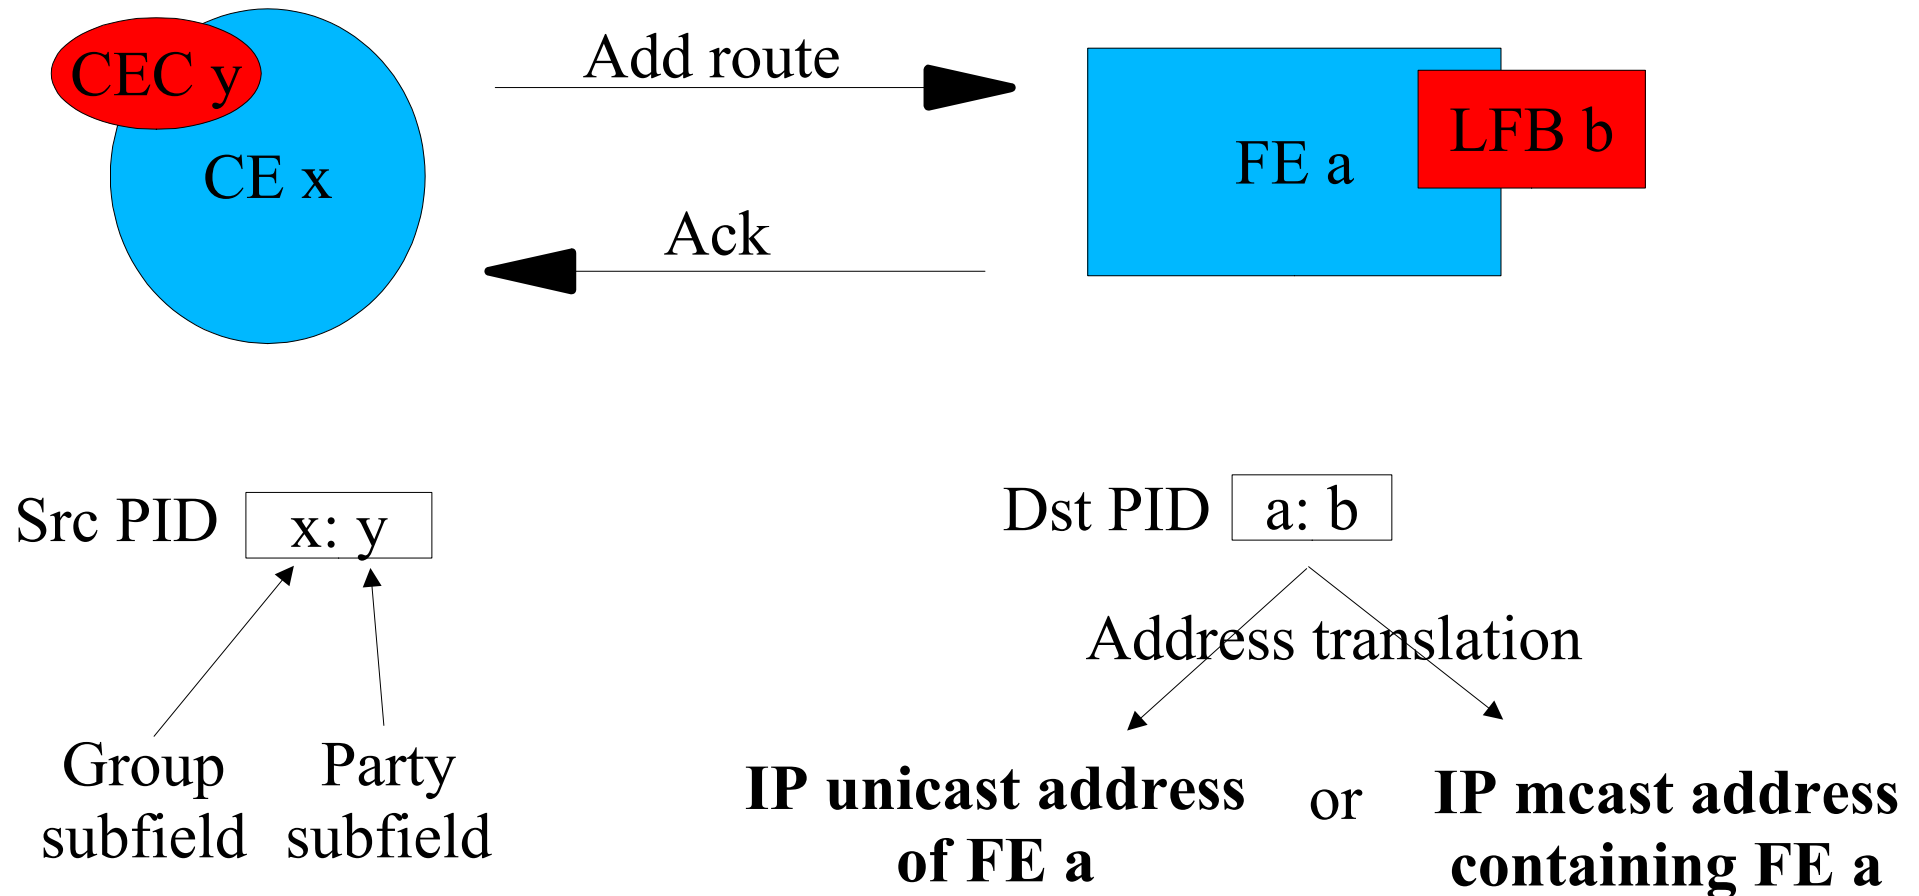 CEC y
CE x
Add route
Ack
FE a
LFB b
Src PID
x: y
Group
subfield
Party
subfield
Dst PID
a: b
Address translation
IP unicast address
of FE a
or
IP mcast address
containing FE a